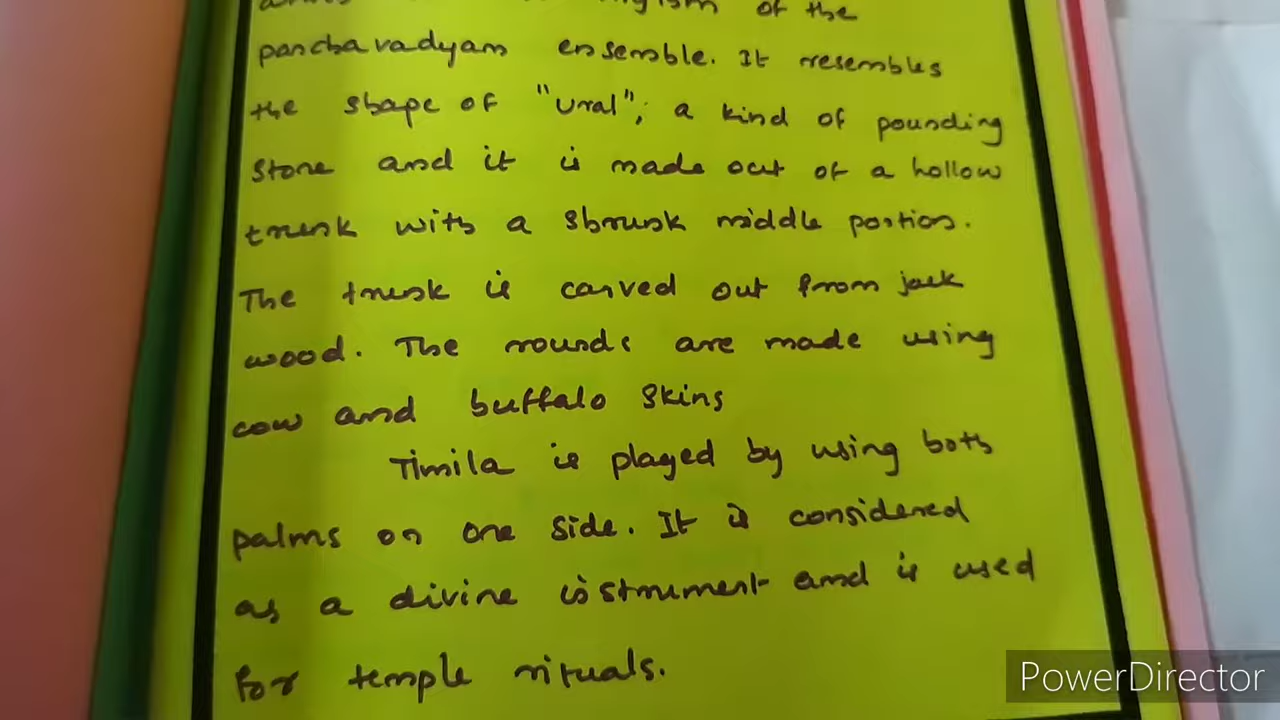 of the
panchavadyam ensemble. It resembles
the shape of "ural", a kind of pounding
stone and it is made out of a hollow
trunk with a shrunk middle portion.
The trunk is carved out from jack
wood. The rounds are made using
cow and buffalo skins
Timila is played by using both
palms on one side. It is considered
as a divine instrument and is used
for temple rituals.
PowerDirector